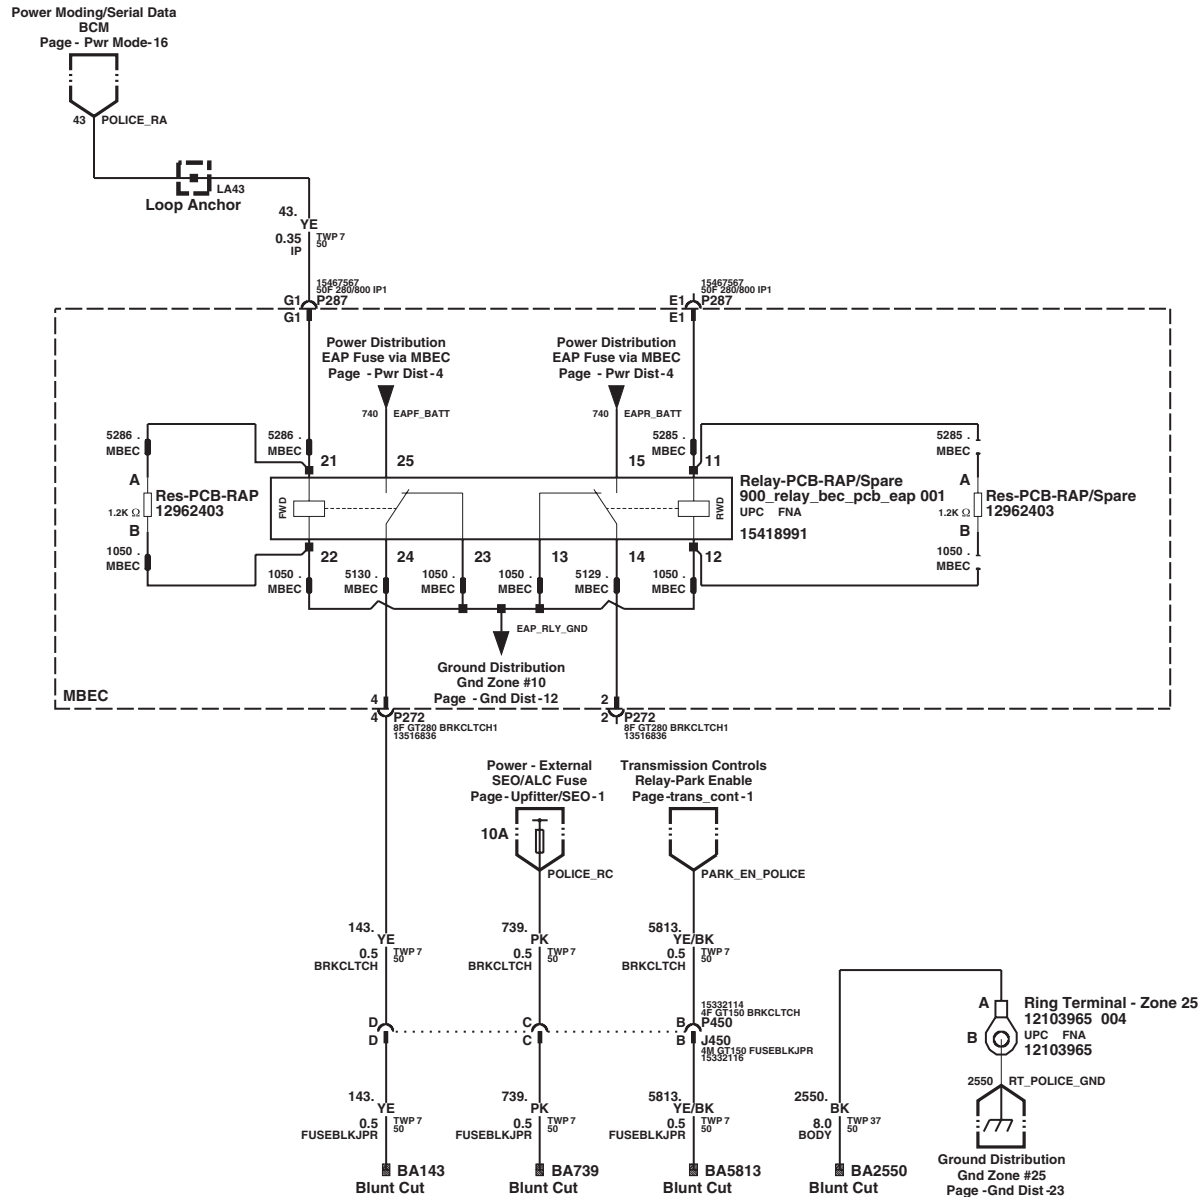 Power Moding/Serial Data
BCM
Page - Pwr Mode-16
43 POLICE_RA
LA43
Loop Anchor
43.
YE
0.35
IP
TWP 7
50
15467567
50F 280/800 IP1
G1 P287
G1
15467567
50F 280/800 IP1
E1 P287
E1
Power Distribution
EAP Fuse via MBEC
Page - Pwr Dist-4
740 EAPF_BATT
Power Distribution
EAP Fuse via MBEC
Page - Pwr Dist-4
740 EAPR_BATT
5286 .
MBEC
5286 .
MBEC
5285 .
MBEC
5285 .
MBEC
21
25
15
11
A
1.2K Ω
B
Res-PCB-RAP
12962403
FWD
RWD
Relay-PCB-RAP/Spare
900_relay_bec_pcb_eap 001
UPC FNA
15418991
A
1.2K Ω
B
Res-PCB-RAP/Spare
12962403
22
24
23
13
14
12
1050 .
MBEC
1050 .
MBEC
5130 .
MBEC
1050 .
MBEC
1050 .
MBEC
5129 .
MBEC
1050 .
MBEC
1050 .
MBEC
EAP_RLY_GND
Ground Distribution
Gnd Zone #10
Page - Gnd Dist-12
MBEC
4
4 P272
8F GT280 BRKCLTCH1
13516836
2
2 P272
8F GT280 BRKCLTCH1
13516836
Power - External
SEO/ALC Fuse
Page-Upfitter/SEO-1
10A
POLICE_RC
Transmission Controls
Relay-Park Enable
Page-trans_cont-1
PARK_EN_POLICE
143.
YE
0.5
BRKCLTCH
TWP 7
50
739.
PK
0.5
BRKCLTCH
TWP 7
50
5813.
YE/BK
0.5
BRKCLTCH
TWP 7
50
D
D
C
C
15332114
4F GT150 BRKCLTCH
B P450
B J450
4M GT150 FUSEBLKJPR
15332116
143.
YE
0.5
FUSEBLKJPR
TWP 7
50
739.
PK
0.5
FUSEBLKJPR
TWP 7
50
5813.
YE/BK
0.5
FUSEBLKJPR
TWP 7
50
2550.
BK
8.0
BODY
TWP 37
50
A
B
Ring Terminal - Zone 25
12103965 004
UPC FNA
12103965
2550 RT_POLICE_GND
Ground Distribution
Gnd Zone #25
Page -Gnd Dist-23
BA143
Blunt Cut
BA739
Blunt Cut
BA5813
Blunt Cut
BA2550
Blunt Cut